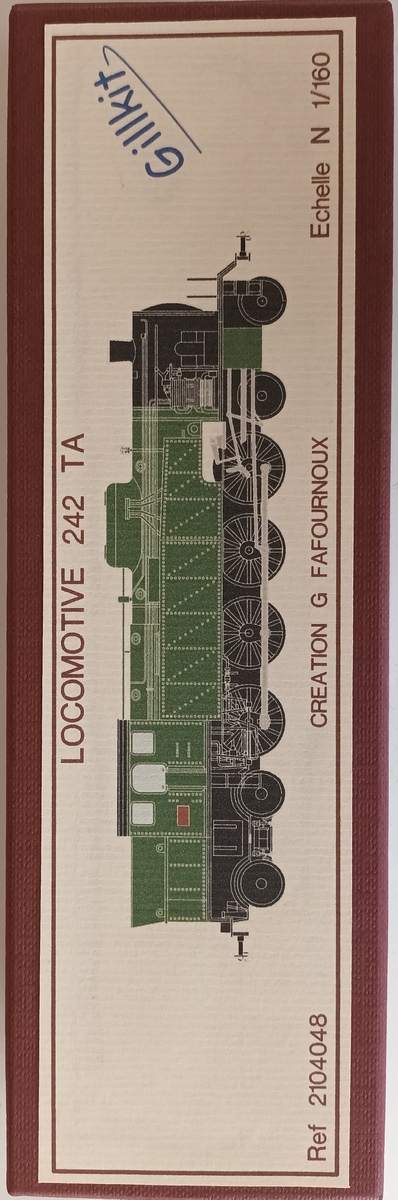 Gillkit
LOCOMOTIVE 242 TA
CREATION G FAFOURNOUX
Ref 2104048
Echelle N 1/160